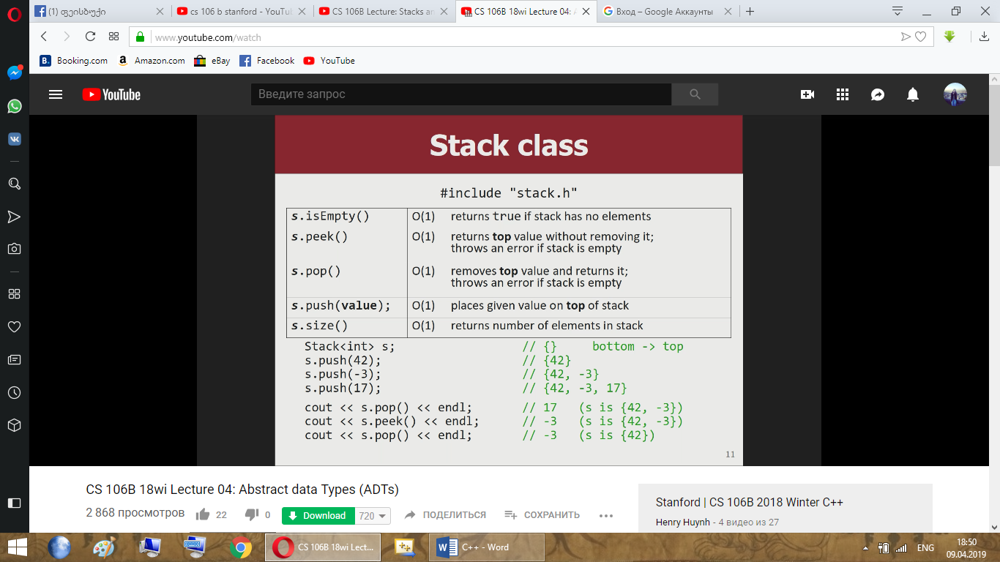 (1) ფეისბუქი
cs 106 b stanford - YouTu
CS 106B Lecture: Stacks an
CS 106B 18wi Lecture 04: A
Вход – Google Аккаунты
www.youtube.com/watch
B. Booking.com
a Amazon.com
eBay
Facebook
YouTube
YouTube
Введите запрос
Stack class
#include "stack.h"
s.isEmpty() O(1) returns true if stack has no elements
s.peek() O(1) returns top value without removing it;
throws an error if stack is empty
s.pop() O(1) removes top value and returns it;
throws an error if stack is empty
s.push(value); O(1) places given value on top of stack
s.size() O(1) returns number of elements in stack
Stack<int> s; // {} bottom -> top
s.push(42); // {42}
s.push(-3); // {42, -3}
s.push(17); // {42, -3, 17}
cout << s.pop() << endl; // 17 (s is {42, -3})
cout << s.peek() << endl; // -3 (s is {42, -3})
cout << s.pop() << endl; // -3 (s is {42})
11
CS 106B 18wi Lecture 04: Abstract data Types (ADTs)
2 868 просмотров
22
0
Download
720
ПОДЕЛИТЬСЯ
СОХРАНИТЬ
Stanford | CS 106B 2018 Winter C++
Henry Huynh - 4 видео из 27
CS 106B 18wi Lect...
C++ - Word
ENG
18:50
09.04.2019